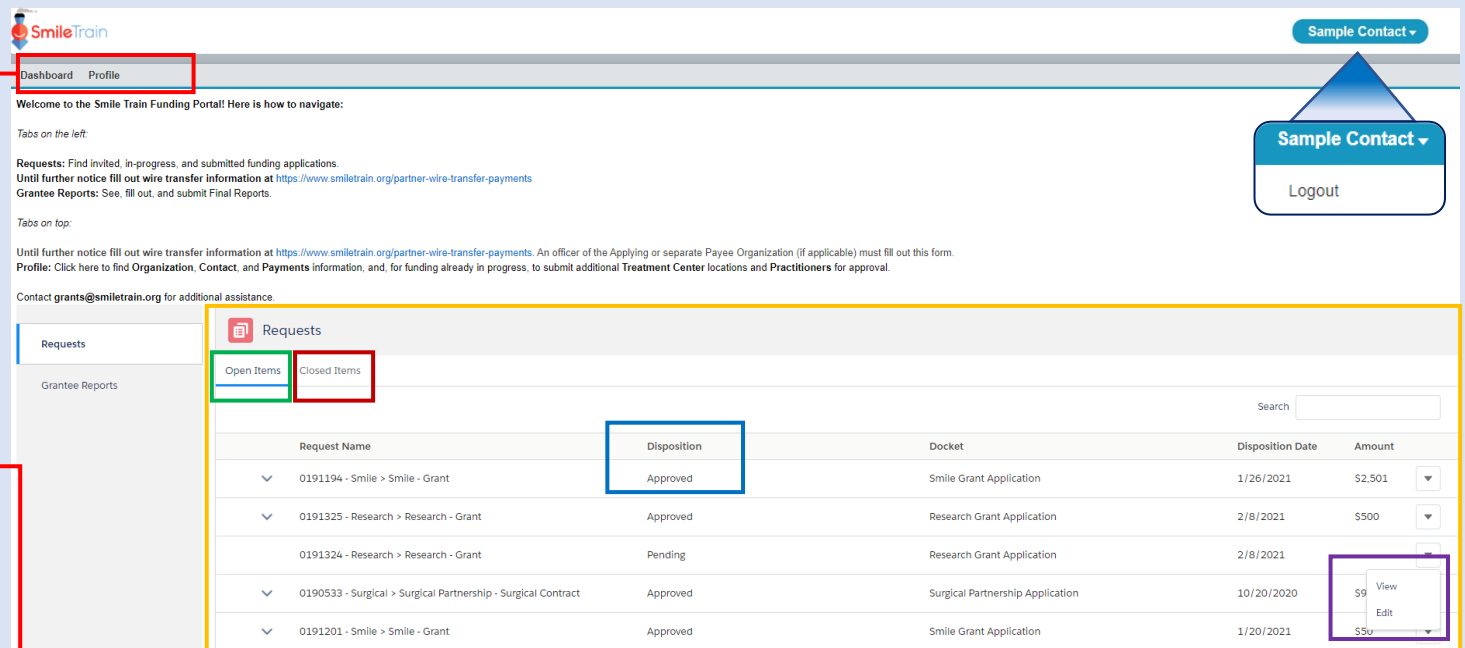 SmileTrain
Sample Contact
Dashboard Profile
Welcome to the Smile Train Funding Portal! Here is how to navigate:
Sample Contact
Logout
Tabs on the left:
Requests: Find invited, in-progress, and submitted funding applications.
Until further notice fill out wire transfer information at https://www.smiletrain.org/partner-wire-transfer-payments
Grantee Reports: See, fill out, and submit Final Reports.
Tabs on top:
Until further notice fill out wire transfer information at https://www.smiletrain.org/partner-wire-transfer-payments. An officer of the Applying or separate Payee Organization (if applicable) must fill out this form.
Profile: Click here to find Organization, Contact, and Payments information, and, for funding already in progress, to submit additional Treatment Center locations and Practitioners for approval.
Contact grants@smiletrain.org for additional assistance.
Requests
Grantee Reports
Requests
Open Items Closed Items
Search
Request Name Disposition Docket Disposition Date Amount
0191194 - Smile > Smile - Grant Approved Smile Grant Application 1/26/2021 $2,501
0191325 - Research > Research - Grant Approved Research Grant Application 2/8/2021 $500
0191324 - Research > Research - Grant Pending Research Grant Application 2/8/2021
View
0190533 - Surgical > Surgical Partnership - Surgical Contract Approved Surgical Partnership Application 10/20/2020
Edit
0191201 - Smile > Smile - Grant Approved Smile Grant Application 1/20/2021 $50